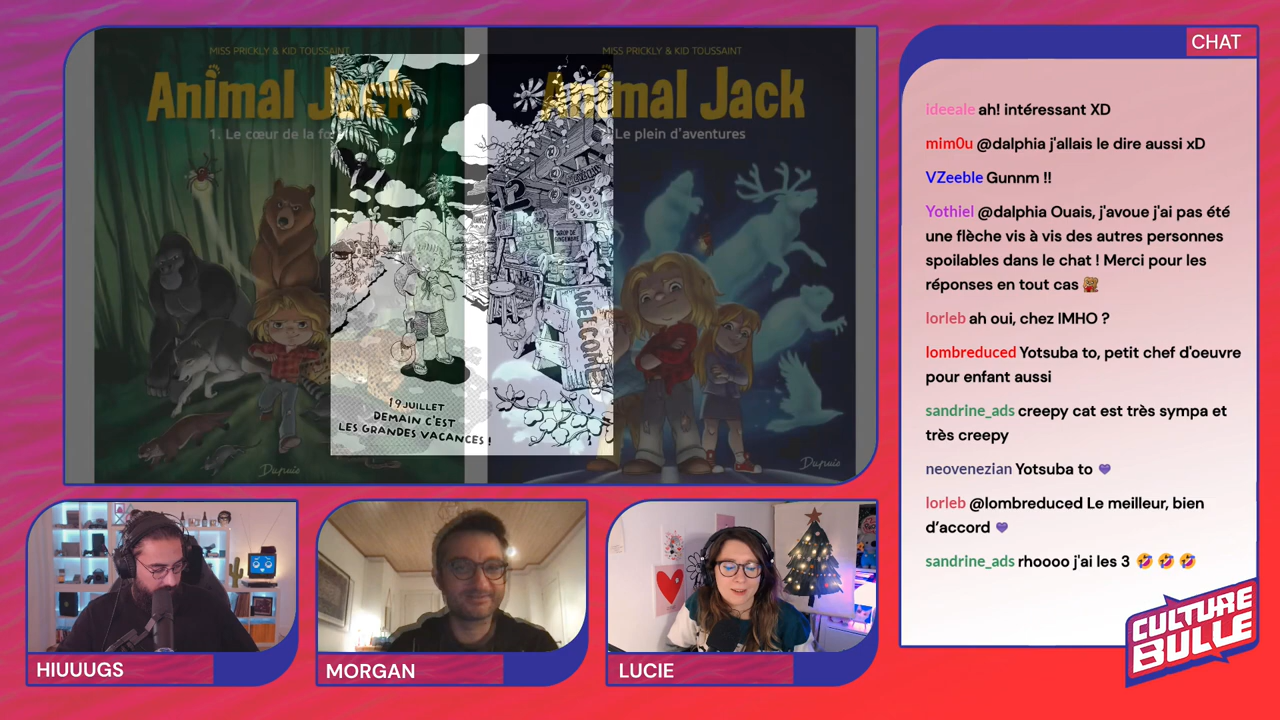 MISS PRICKLY & KID TOUSSAINT
Animal Jack
1. Le cœur de la fo
MISS PRICKLY & KID TOUSSAINT
Animal Jack
Le plein d'aventures
SIROP DE
GINGEMBRE
WELCOME
19 JUILLET
DEMAIN C'EST
LES GRANDES VACANCES !
Dupuis
Dupuis
CHAT
ideeale ah! intéressant XD
mim0u @dalphia j'allais le dire aussi xD
VZeeble Gunnm !!
Yothiel @dalphia Ouais, j'avoue j'ai pas été
une flèche vis à vis des autres personnes
spoilables dans le chat ! Merci pour les
réponses en tout cas
lorleb ah oui, chez IMHO ?
lombreduced Yotsuba to, petit chef d'oeuvre
pour enfant aussi
sandrine_ads creepy cat est très sympa et
très creepy
neovenezian Yotsuba to 💜
lorleb @lombreduced Le meilleur, bien
d'accord 💜
sandrine_ads rhoooo j'ai les 3 🤣 🤣 🤣
HIUUUGS
MORGAN
LUCIE
CULTURE
BULLE